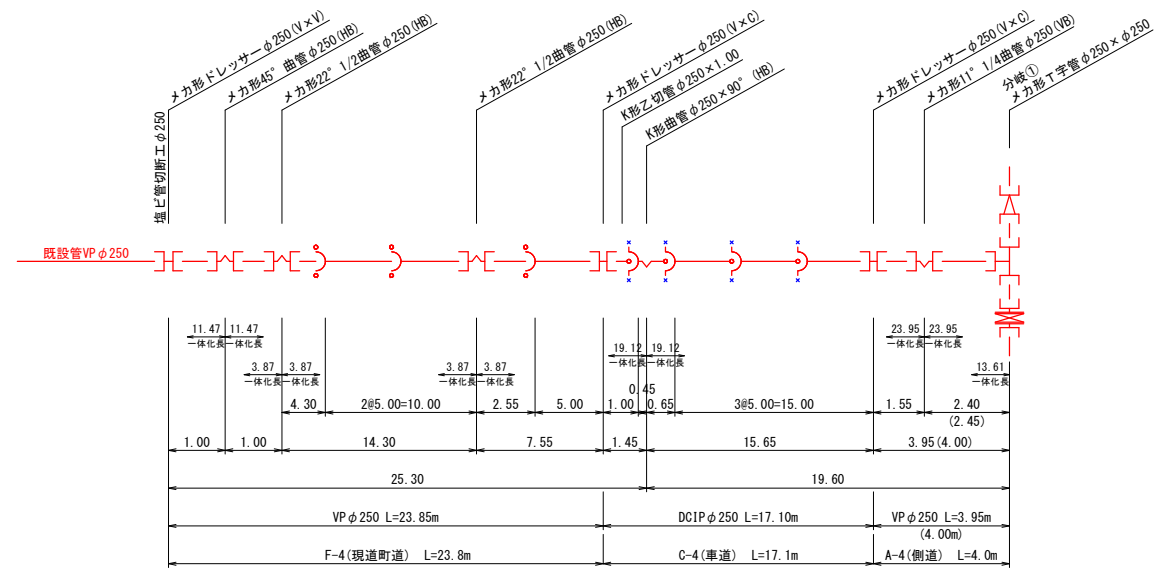 塩ビ管切断工φ250
メカ形ドレッサーφ250(V×V)
メカ形45°曲管φ250(HB)
メカ形22°1/2曲管φ250(HB)
メカ形22°1/2曲管φ250(HB)
メカ形ドレッサーφ250(V×C)
K形乙切管φ250×1.00
K形曲管φ250×90°(HB)
メカ形ドレッサーφ250(V×C)
メカ形11°1/4曲管φ250(VB)
分岐①
メカ形T字管φ250×φ250
既設管VPφ250
11.47 11.47
一体化長 一体化長
3.87 3.87
一体化長 一体化長
3.87 3.87
一体化長 一体化長
19.12 19.12
一体化長 一体化長
23.95 23.95
一体化長 一体化長
13.61
一体化長
0.45
4.30 2@5.00=10.00 2.55 5.00 1.00 0.65 3@5.00=15.00 1.55 2.40
(2.45)
1.00 1.00 14.30 7.55 1.45 15.65 3.95(4.00)
25.30 19.60
VPφ250 L=23.85m DCIPφ250 L=17.10m VPφ250 L=3.95m
(4.00m)
F-4(現道町道) L=23.8m C-4(車道) L=17.1m A-4(側道) L=4.0m